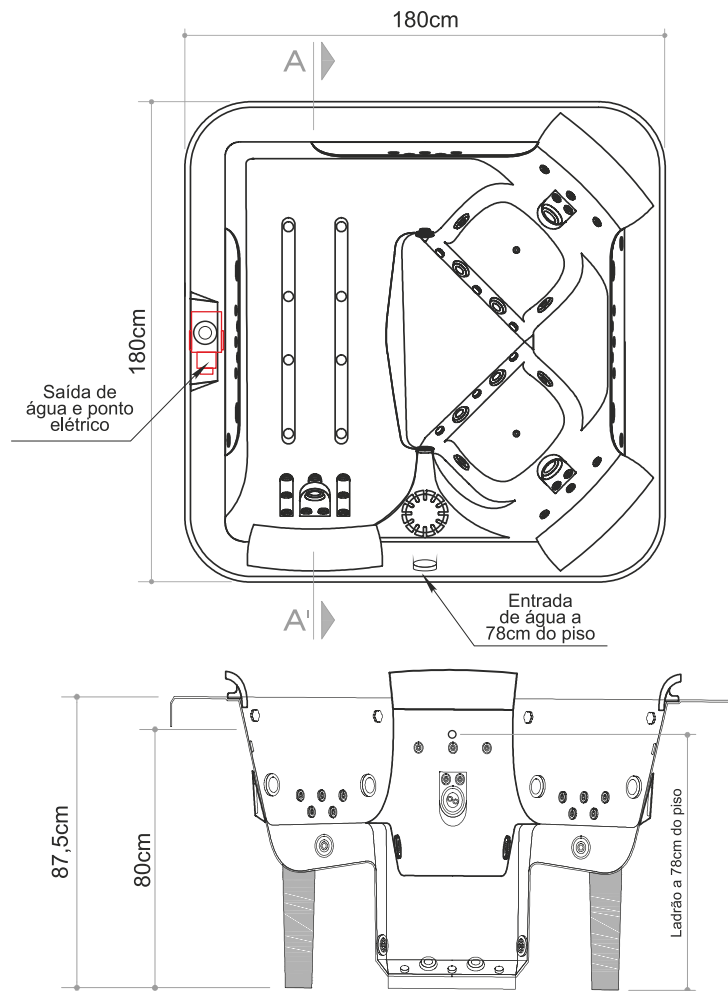 180cm
A
180cm
Saída de
água e ponto
elétrico
A'
Entrada
de água a
78cm do piso
87,5cm
80cm
Ladrão a 78cm do piso